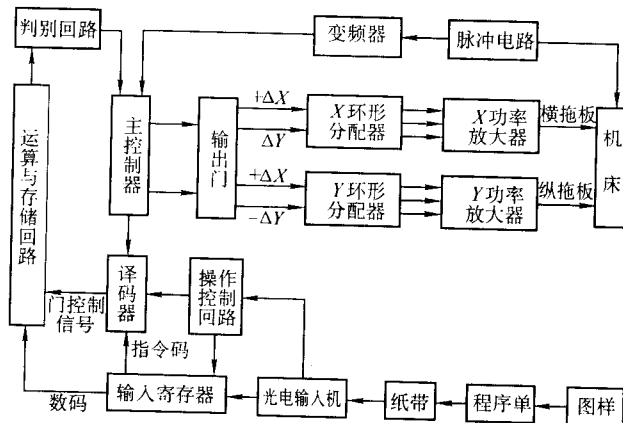 判别回路
变频器
脉冲电路
运算与存储回路
主控制器
输出门
+ΔX
ΔY
+ΔX
-ΔY
X环形
分配器
X功率
放大器
横拖板
Y环形
分配器
Y功率
放大器
纵拖板
机床
译码器
操作
控制
回路
门控制
信号
指令码
数码
输入寄存器
光电输入机
纸带
程序单
图样